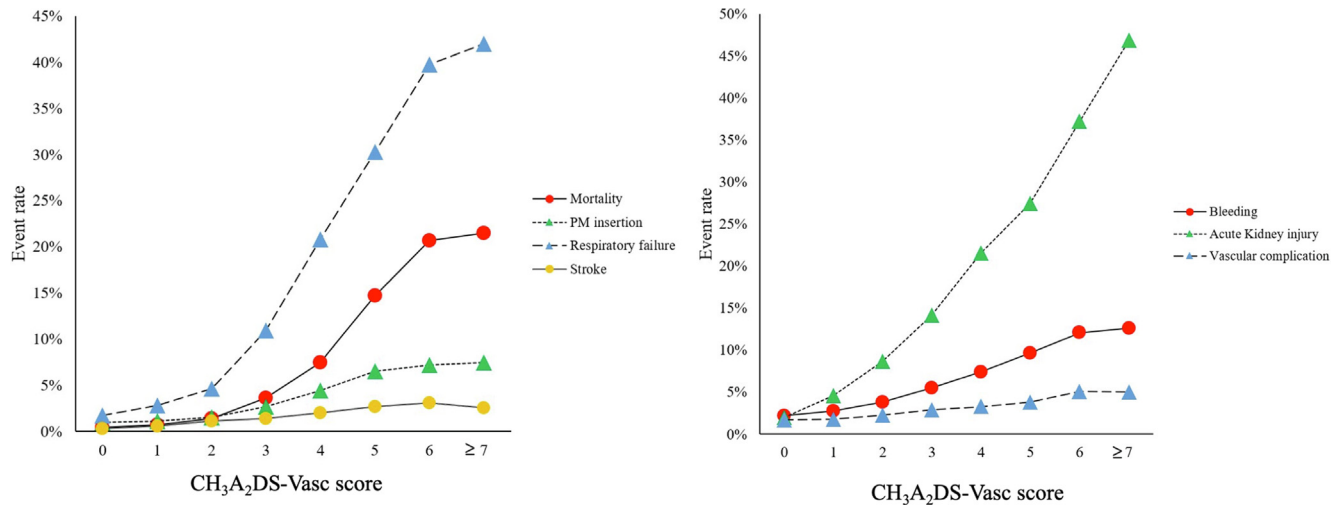 45%
40%
35%
30%
25%
20%
15%
10%
5%
0%
Event rate
0 1 2 3 4 5 6 ≥ 7
CH₃A₂DS-Vasc score
Mortality
PM insertion
Respiratory failure
Stroke
50%
45%
40%
35%
30%
25%
20%
15%
10%
5%
0%
Event rate
0 1 2 3 4 5 6 ≥ 7
CH₃A₂DS-Vasc score
Bleeding
Acute Kidney injury
Vascular complication